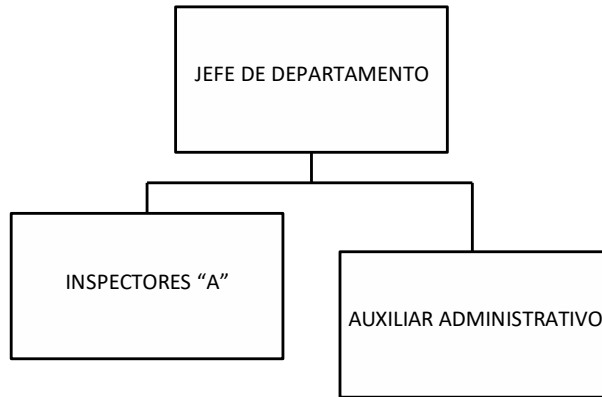 JEFE DE DEPARTAMENTO
INSPECTORES “A”
AUXILIAR ADMINISTRATIVO